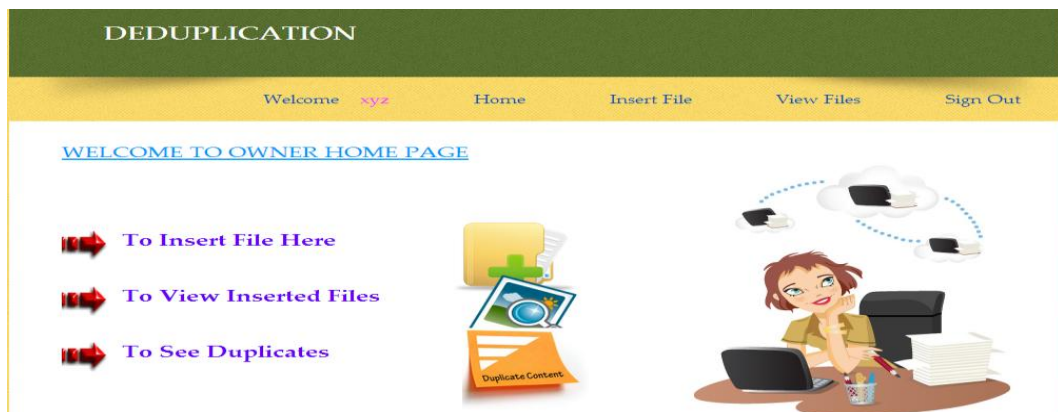 DEDUPLICATION
Welcome xyz Home Insert File View Files Sign Out
WELCOME TO OWNER HOME PAGE
To Insert File Here
To View Inserted Files
To See Duplicates
Duplicate Content